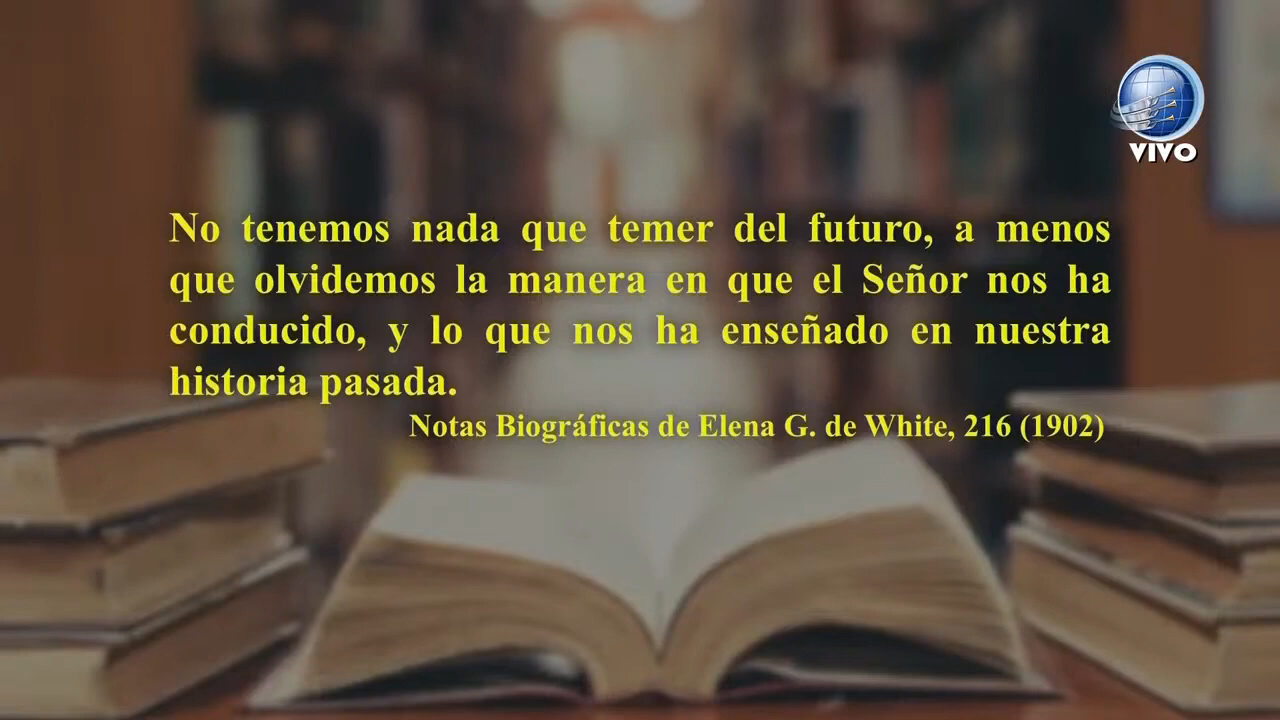 VIVO
No tenemos nada que temer del futuro, a menos
que olvidemos la manera en que el Señor nos ha
conducido, y lo que nos ha enseñado en nuestra
historia pasada.
Notas Biográficas de Elena G. de White, 216 (1902)